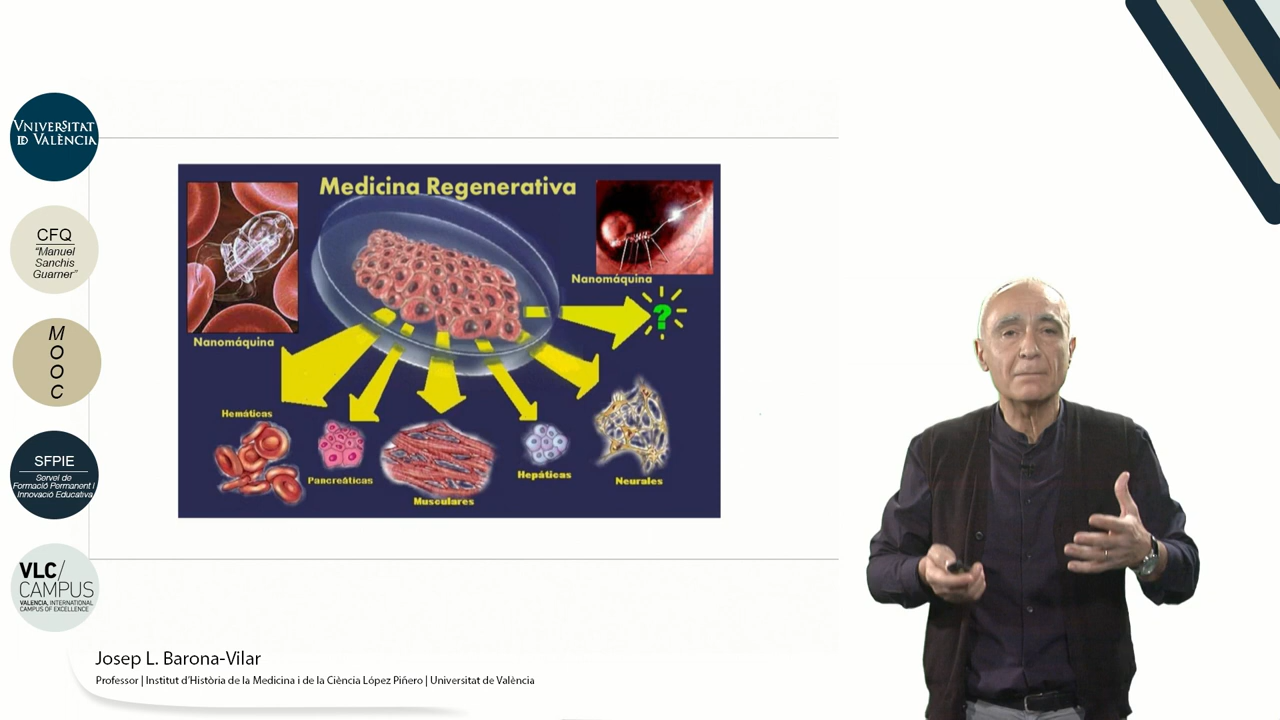 VNIVERSITAT
ID VALÈNCIA
CFQ
"Manuel
Sanchis
Guarner"
M
O
O
C
SFPIE
Servei de
Formació Permanent i
Innovació Educativa
VLC/
CAMPUS
VALENCIA, INTERNATIONAL
CAMPUS OF EXCELLENCE
Medicina Regenerativa
Nanomáquina
?
Nanomáquina
Hemáticas
Pancreáticas
Musculares
Hepáticas
Neurales
Josep L. Barona-Vilar
Professor | Institut d'Història de la Medicina i de la Ciència López Piñero | Universitat de València